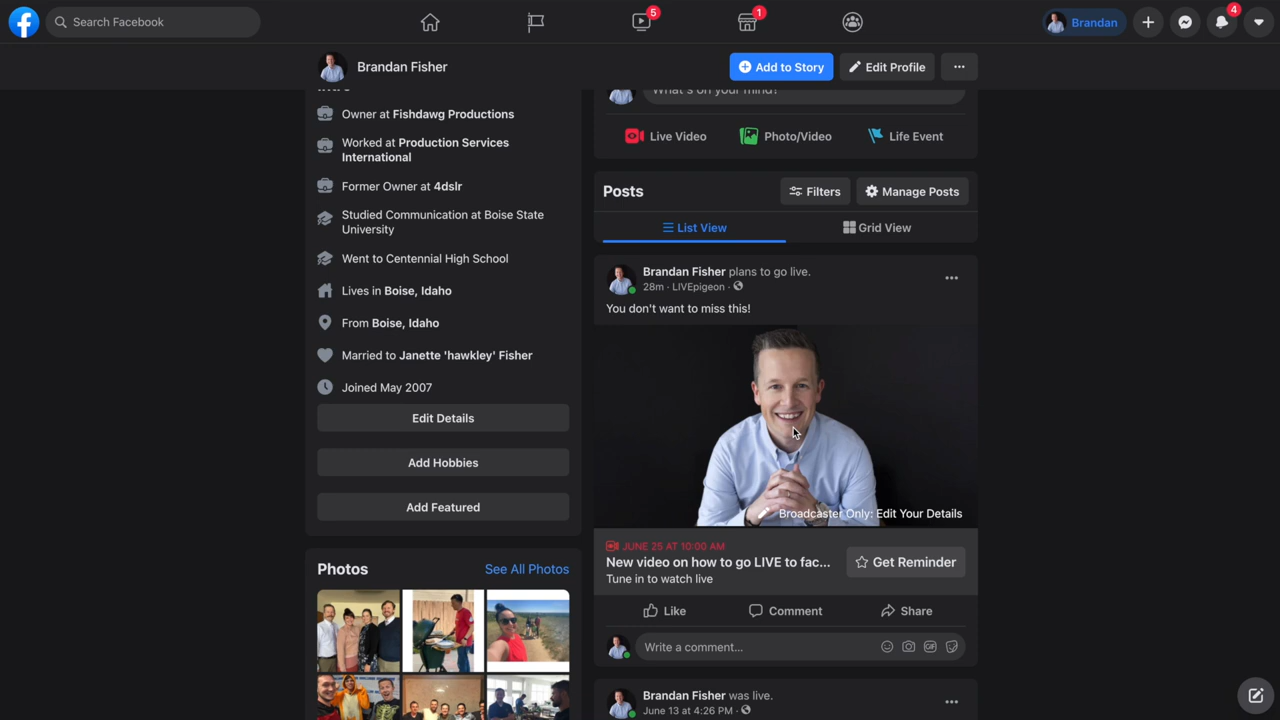 Search Facebook
5
1
Brandan
4
Brandan Fisher
Add to Story
Edit Profile
Owner at Fishdawg Productions
Worked at Production Services
International
Former Owner at 4dslr
Studied Communication at Boise State
University
Went to Centennial High School
Lives in Boise, Idaho
From Boise, Idaho
Married to Janette 'hawkley' Fisher
Joined May 2007
Edit Details
Add Hobbies
Add Featured
Photos
See All Photos
What's on your mind?
Live Video
Photo/Video
Life Event
Posts
Filters
Manage Posts
List View
Grid View
Brandan Fisher plans to go live.
28m · LIVEpigeon ·
You don't want to miss this!
Broadcaster Only: Edit Your Details
JUNE 25 AT 10:00 AM
New video on how to go LIVE to fac...
Tune in to watch live
Get Reminder
Like
Comment
Share
Write a comment...
GIF
Brandan Fisher was live.
June 13 at 4:26 PM ·